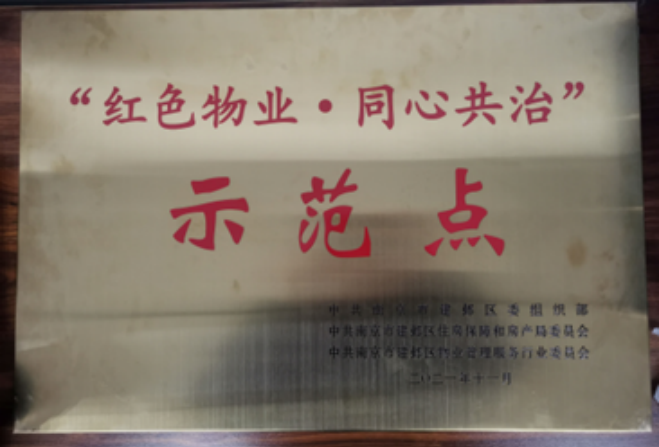 “红色物业·同心共治”
示范点
中共南京市建邺区委组织部
中共南京市建邺区住房保障和房产局委员会
中共南京市建邺区物业管理服务行业委员会
二〇二一年十一月